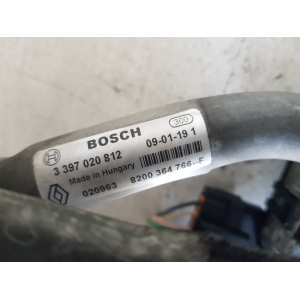 300
BOSCH
3 397 020 812
09-01-19 1
Made in Hungary
020963
8200 364 766--F